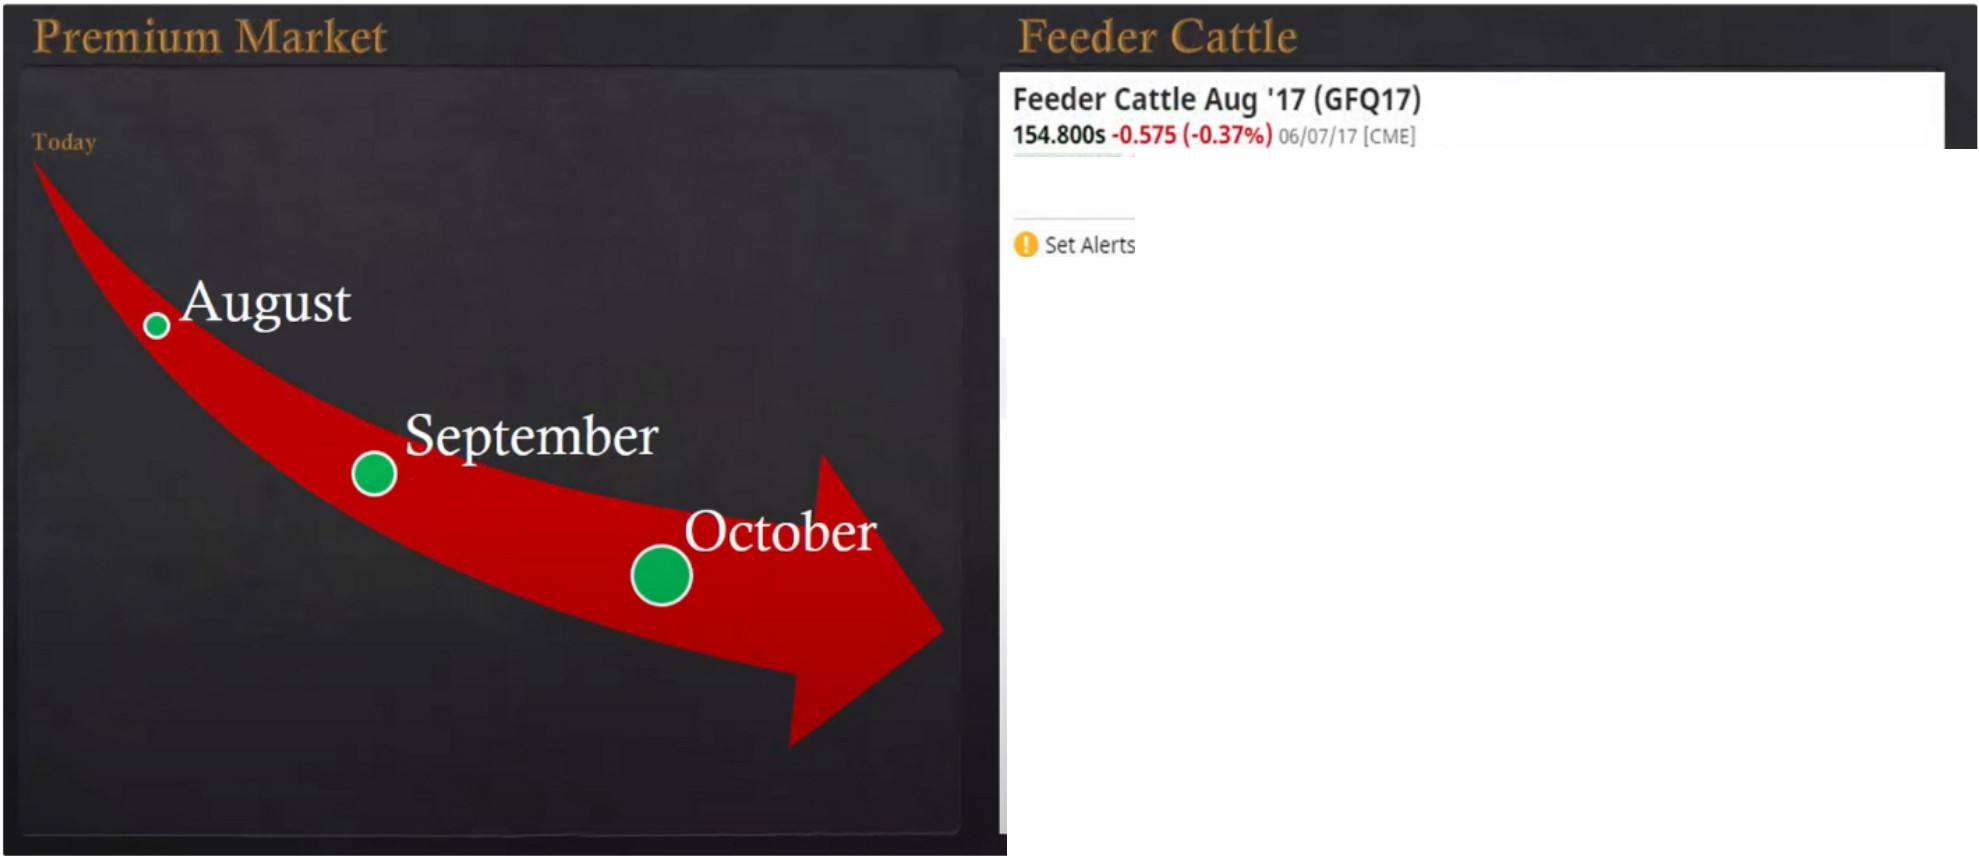 Premium Market
Today
August
September
October
Feeder Cattle
Feeder Cattle Aug '17 (GFQ17)
154.800s -0.575 (-0.37%) 06/07/17 [CME]
Set Alerts